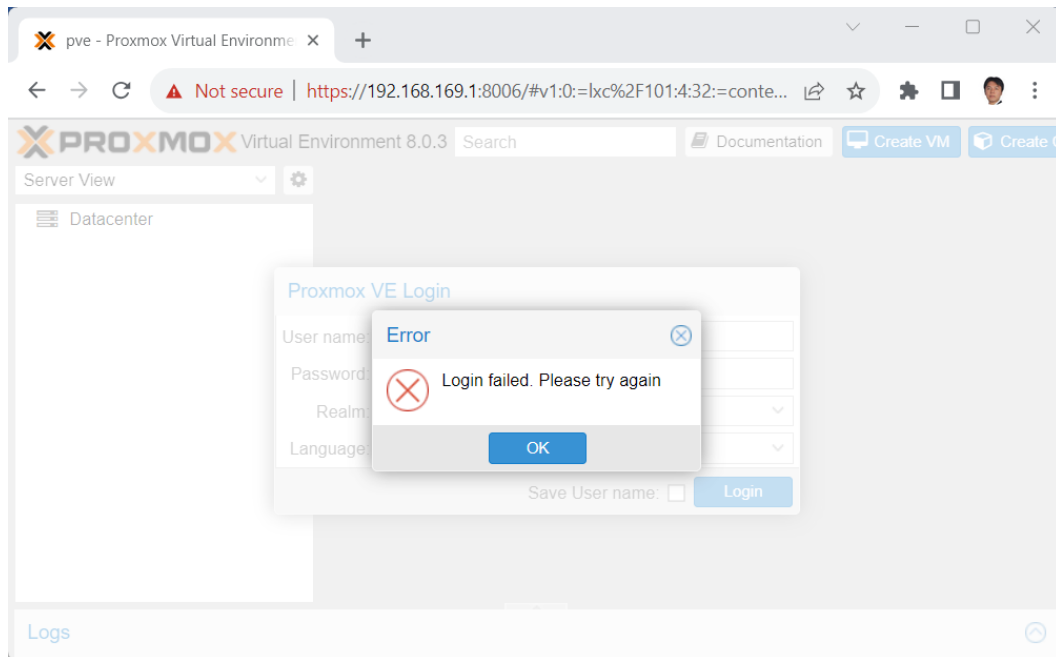 pve - Proxmox Virtual Environme
Not secure | https://192.168.169.1:8006/#v1:0:=lxc%2F101:4:32:=conte...
PROXMOX Virtual Environment 8.0.3 Search Documentation Create VM Create C
Server View
Datacenter
Proxmox VE Login
User name:
Error
Password:
Login failed. Please try again
Realm:
Language:
OK
Save User name: Login
Logs